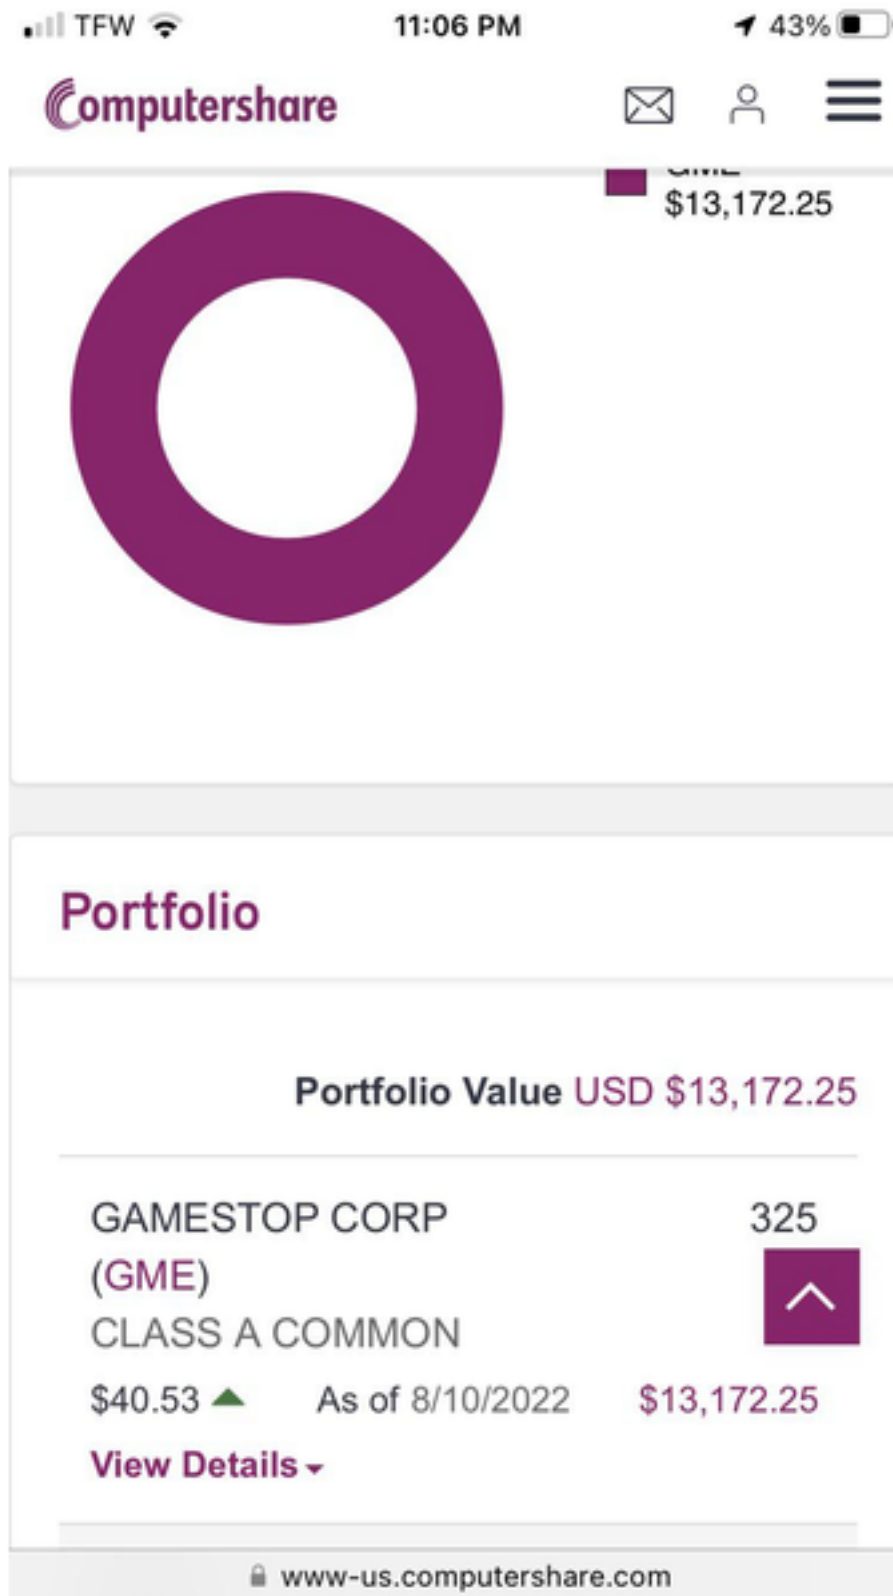 TFW 11:06 PM 43%
Computershare
GME
$13,172.25
Portfolio
Portfolio Value USD $13,172.25
GAMESTOP CORP 325
(GME)
CLASS A COMMON
$40.53 As of 8/10/2022 $13,172.25
View Details
www-us.computershare.com